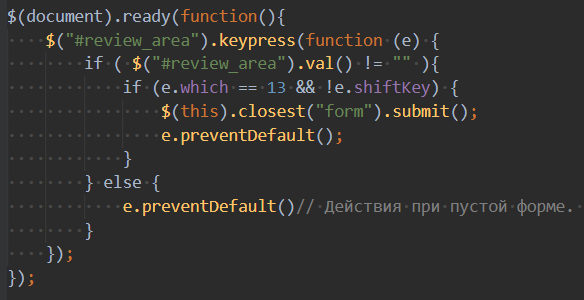 $(document).ready(function(){
    $("#review_area").keypress(function (e) {
        if ( $("#review_area").val() != "" ){
            if (e.which == 13 && !e.shiftKey) {
                $(this).closest("form").submit();
                e.preventDefault();
            }
        } else {
            e.preventDefault()// Действия при пустой форме.
        }
    });
});